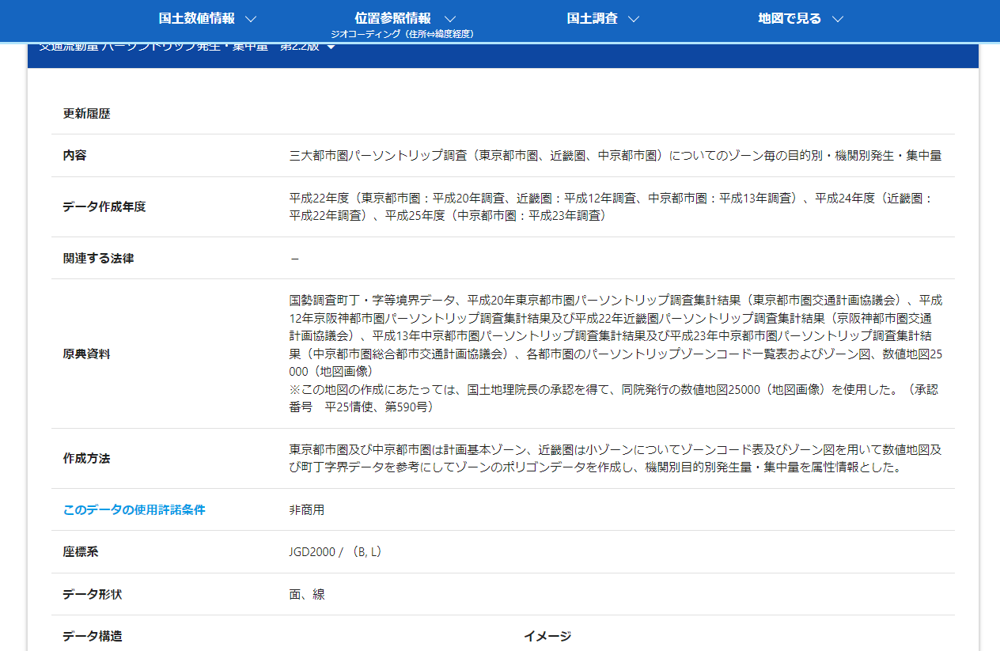 国土数値情報
位置参照情報
ジオコーディング（住所⇔緯度経度）
国土調査
地図で見る
交通流動量 パーソントリップ発生・集中量　第2.2版
更新履歴
内容
三大都市圏パーソントリップ調査（東京都市圏、近畿圏、中京都市圏）についてのゾーン毎の目的別・機関別発生・集中量
データ作成年度
平成22年度（東京都市圏：平成20年調査、近畿圏：平成12年調査、中京都市圏：平成13年調査）、平成24年度（近畿圏：
平成22年調査）、平成25年度（中京都市圏：平成23年調査）
関連する法律
－
原典資料
国勢調査町丁・字等境界データ、平成20年東京都市圏パーソントリップ調査集計結果（東京都市圏交通計画協議会）、平成
12年京阪神都市圏パーソントリップ調査集計結果及び平成22年近畿圏パーソントリップ調査集計結果（京阪神都市圏交通
計画協議会）、平成13年中京都市圏パーソントリップ調査集計結果及び平成23年中京都市圏パーソントリップ調査集計結
果（中京都市圏総合都市交通計画協議会）、各都市圏のパーソントリップゾーンコード一覧表およびゾーン図、数値地図25
000（地図画像）
※この地図の作成にあたっては、国土地理院長の承認を得て、同院発行の数値地図25000（地図画像）を使用した。（承認
番号　平25情使、第590号）
作成方法
東京都市圏及び中京都市圏は計画基本ゾーン、近畿圏は小ゾーンについてゾーンコード表及びゾーン図を用いて数値地図及
び町丁字界データを参考にしてゾーンのポリゴンデータを作成し、機関別目的別発生量・集中量を属性情報とした。
このデータの使用許諾条件
非商用
座標系
JGD2000 / （B, L）
データ形状
面、線
データ構造
イメージ